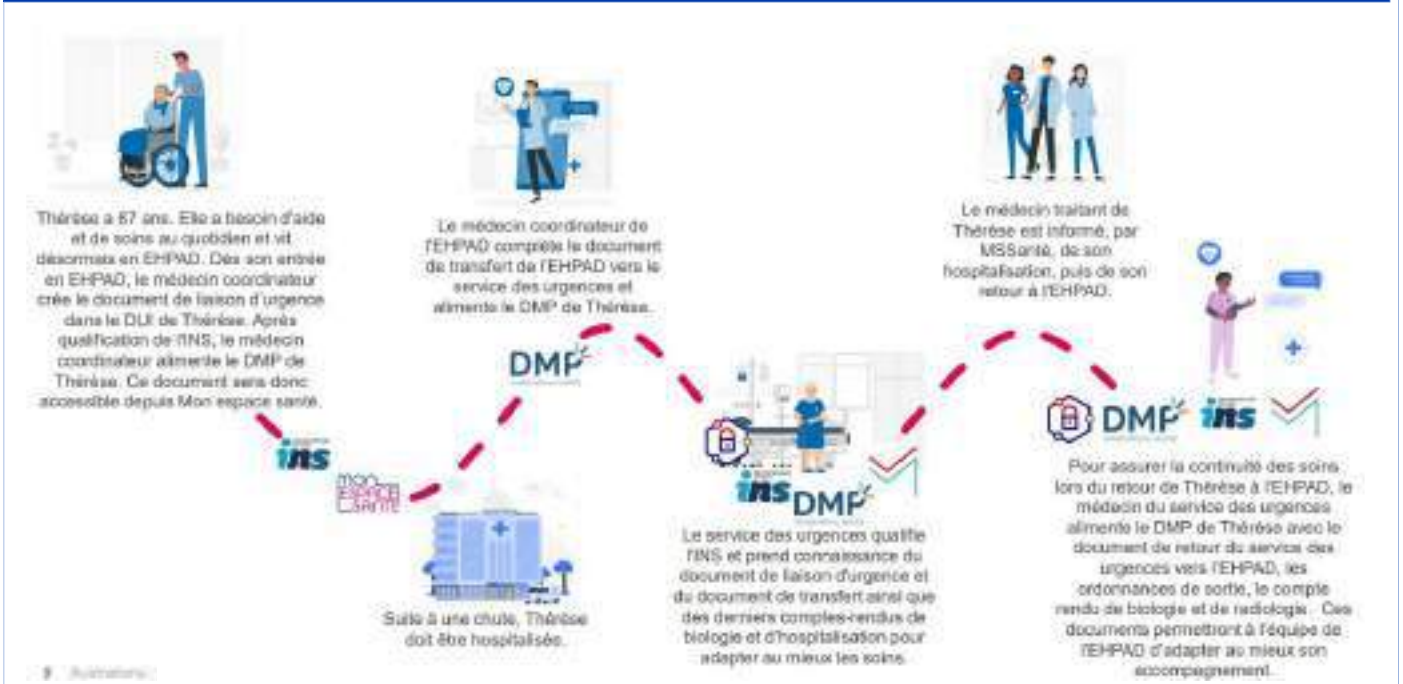 Thérèse a 87 ans. Elle a besoin d'aide
et de soins au quotidien et vit
désormais en EHPAD. Dès son entrée
en EHPAD, le médecin coordinateur
crée le document de liaison d'urgence
dans le DUI de Thérèse. Après
qualification de l'INS, le médecin
coordinateur alimente le DMP de
Thérèse. Ce document sera donc
accessible depuis Mon espace santé.
ins
mon
ESPACE
SANTÉ
Suite à une chute, Thérèse
doit être hospitalisée.
Le médecin coordinateur de
l'EHPAD complète le document
de transfert de l'EHPAD vers le
service des urgences et
alimente le DMP de Thérèse.
DMP
ins
DMP
Le service des urgences qualifie
l'INS et prend connaissance du
document de liaison d'urgence et
du document de transfert ainsi que
des derniers comptes-rendus de
biologie et d'hospitalisation pour
adapter au mieux les soins.
Le médecin traitant de
Thérèse est informé, par
MSSanté, de son
hospitalisation, puis de son
retour à l'EHPAD.
DMP
ins
Pour assurer la continuité des soins
lors du retour de Thérèse à l'EHPAD, le
médecin du service des urgences
alimente le DMP de Thérèse avec le
document de retour du service des
urgences vers l'EHPAD, les
ordonnances de sortie, le compte
rendu de biologie et de radiologie. Ces
documents permettront à l'équipe de
l'EHPAD d'adapter au mieux son
accompagnement.